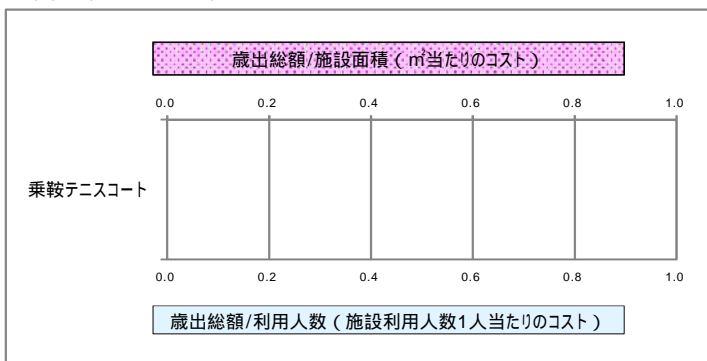 歳出総額/施設面積（㎡当たりのコスト）
0.0 0.2 0.4 0.6 0.8 1.0
乗鞍テニスコート
0.0 0.2 0.4 0.6 0.8 1.0
歳出総額/利用人数（施設利用人数1人当たりのコスト）